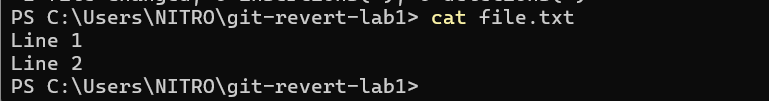 PS C:\Users\NITRO\git-revert-lab1> cat file.txt
Line 1
Line 2
PS C:\Users\NITRO\git-revert-lab1>